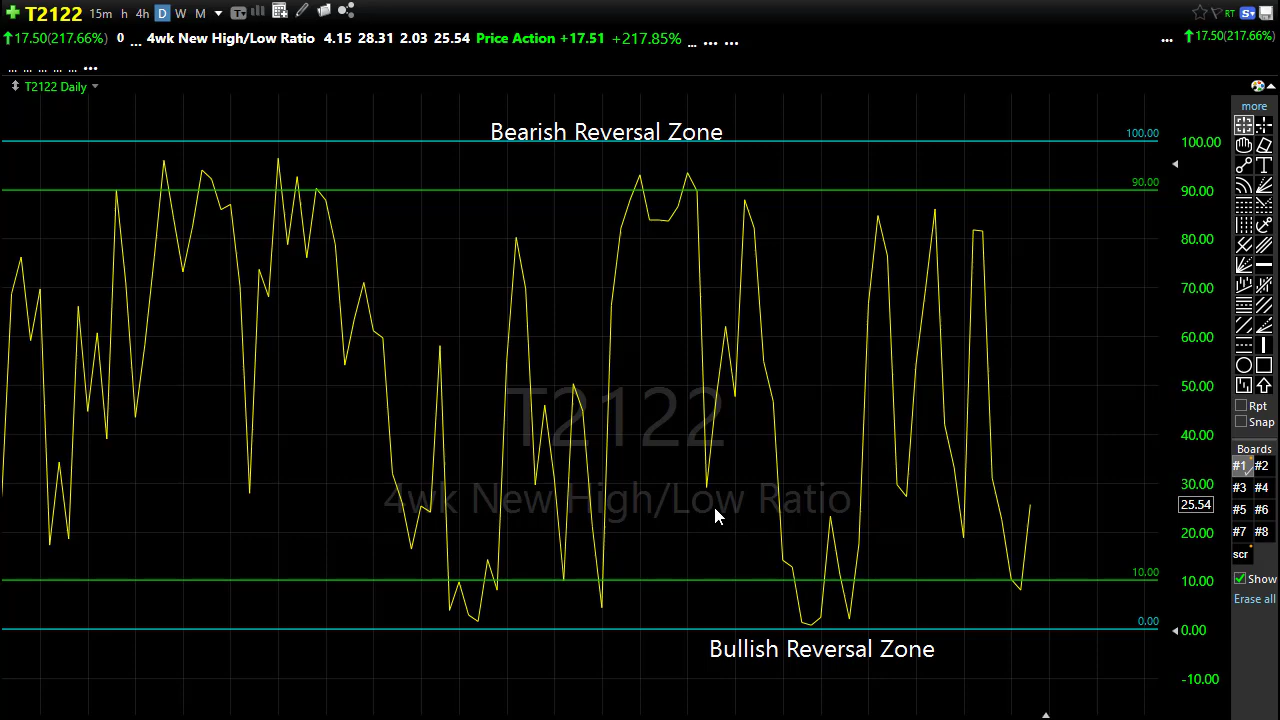 T2122 15m h 4h D W M T RT S
17.50(217.66%) 0 ... 4wk New High/Low Ratio 4.15 28.31 2.03 25.54 Price Action +17.51 +217.85% ... ... ... ... 17.50(217.66%)
... ... ... ... ... ...
T2122 Daily
more
Bearish Reversal Zone
100.00 100.00
90.00 90.00
80.00
70.00
60.00
50.00
T2122
40.00
Rpt
Snap
Boards
#1 #2
30.00
4wk New High/Low Ratio
#3 #4
25.54
#5 #6
20.00
#7 #8
scr
10.00 10.00
Show
Erase all
0.00 0.00
Bullish Reversal Zone
-10.00